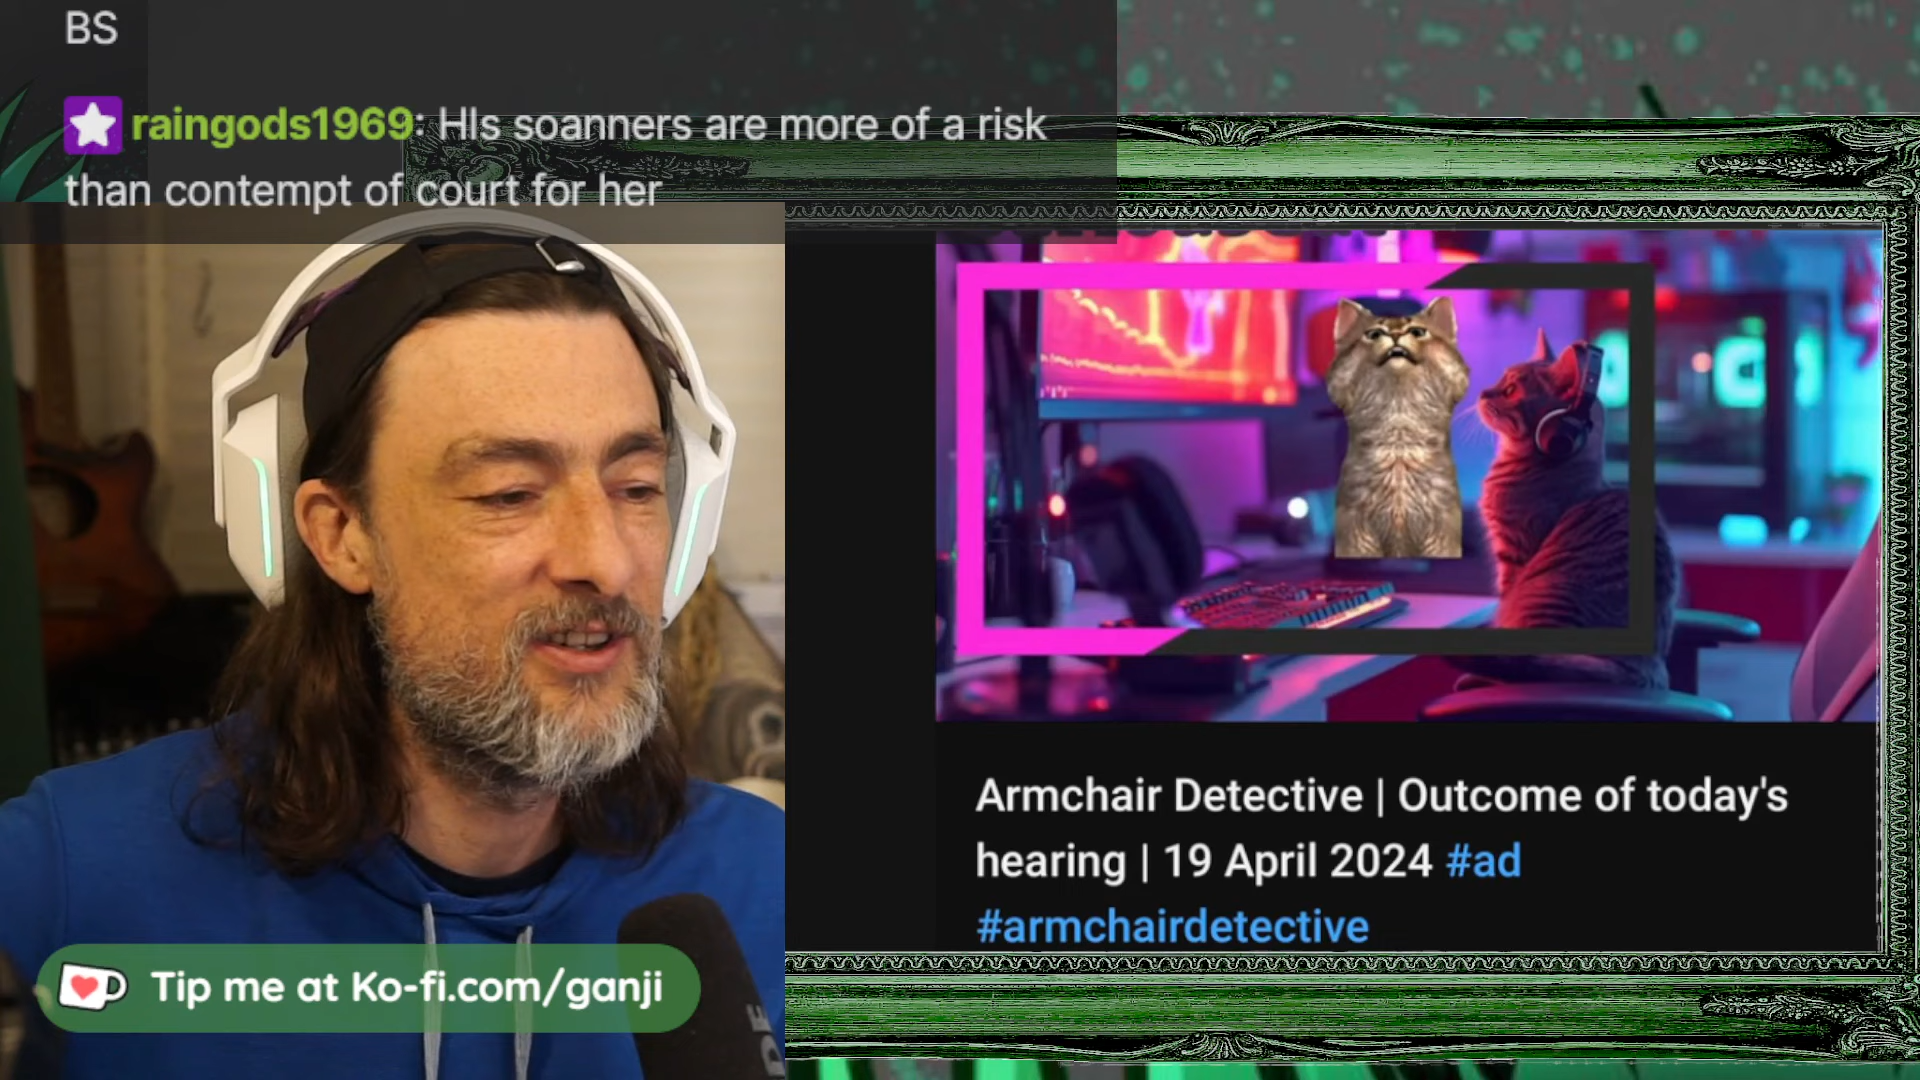 BS
raingods1969: HIs soanners are more of a risk
than contempt of court for her
Armchair Detective | Outcome of today's
hearing | 19 April 2024 #ad
#armchairdetective
Tip me at Ko-fi.com/ganji